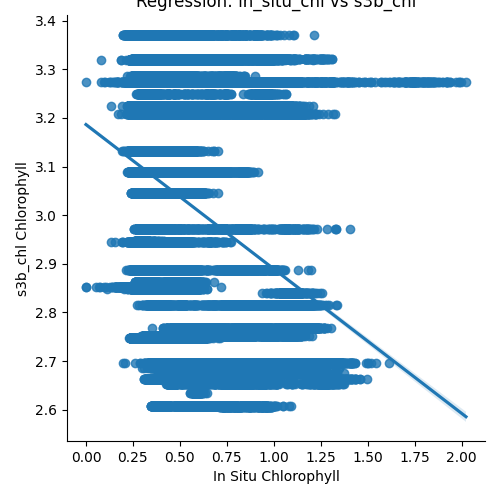 Regression: in_situ_chl vs s3b_chl
3.4
3.3
3.2
3.1
3.0
2.9
2.8
2.7
2.6
s3b_chl Chlorophyll
0.00 0.25 0.50 0.75 1.00 1.25 1.50 1.75 2.00
In Situ Chlorophyll